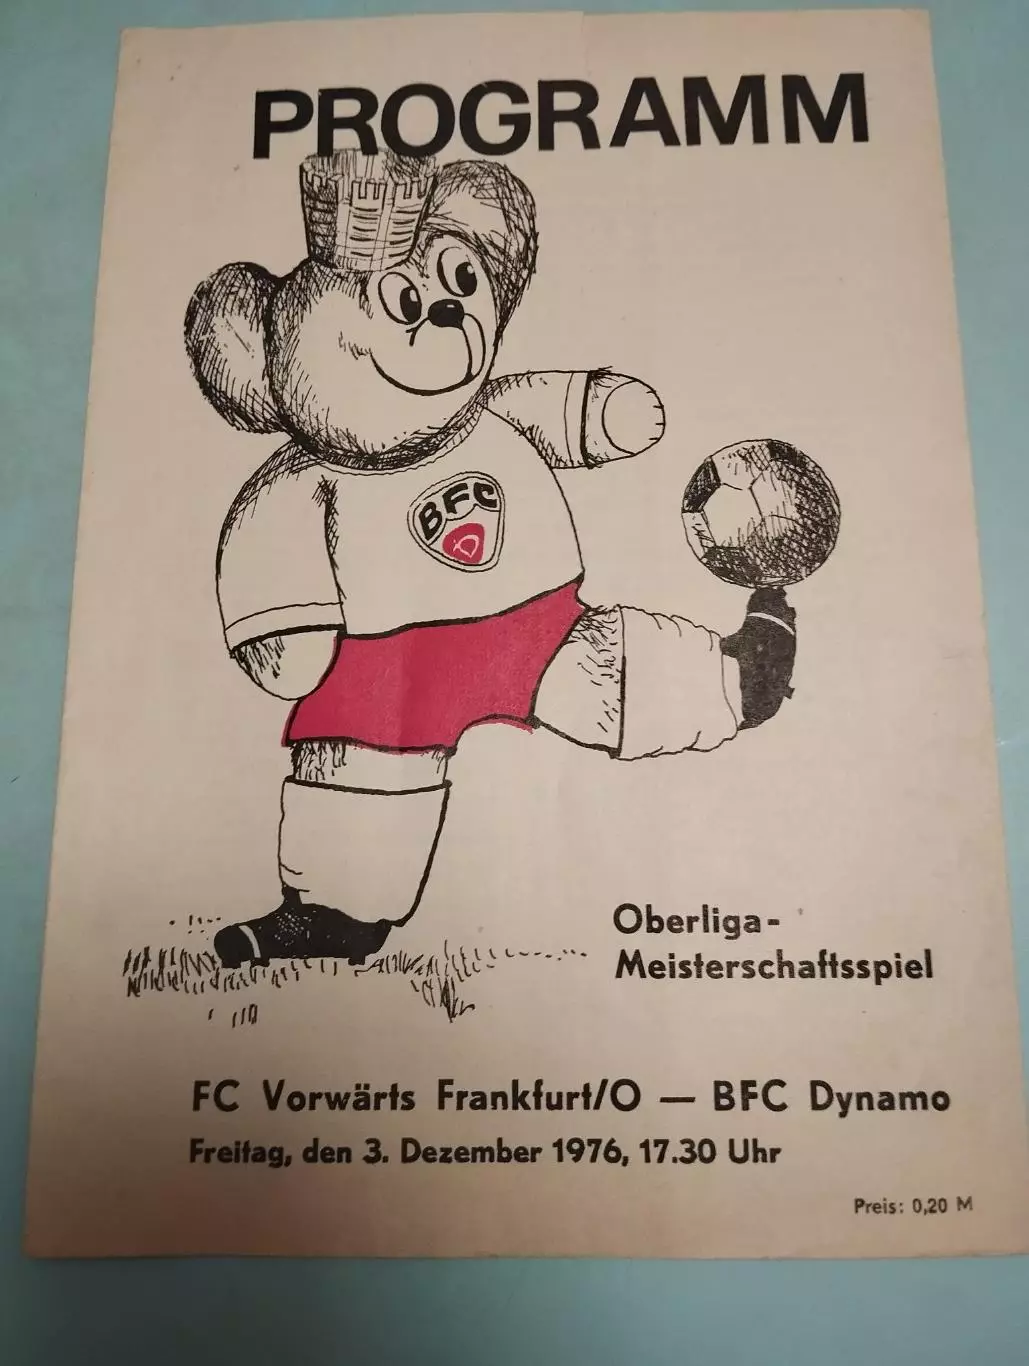 PROGRAMM
BFC
D
Oberliga-
Meisterschaftsspiel
FC Vorwärts Frankfurt/O — BFC Dynamo
Freitag, den 3. Dezember 1976, 17.30 Uhr
Preis: 0,20 M